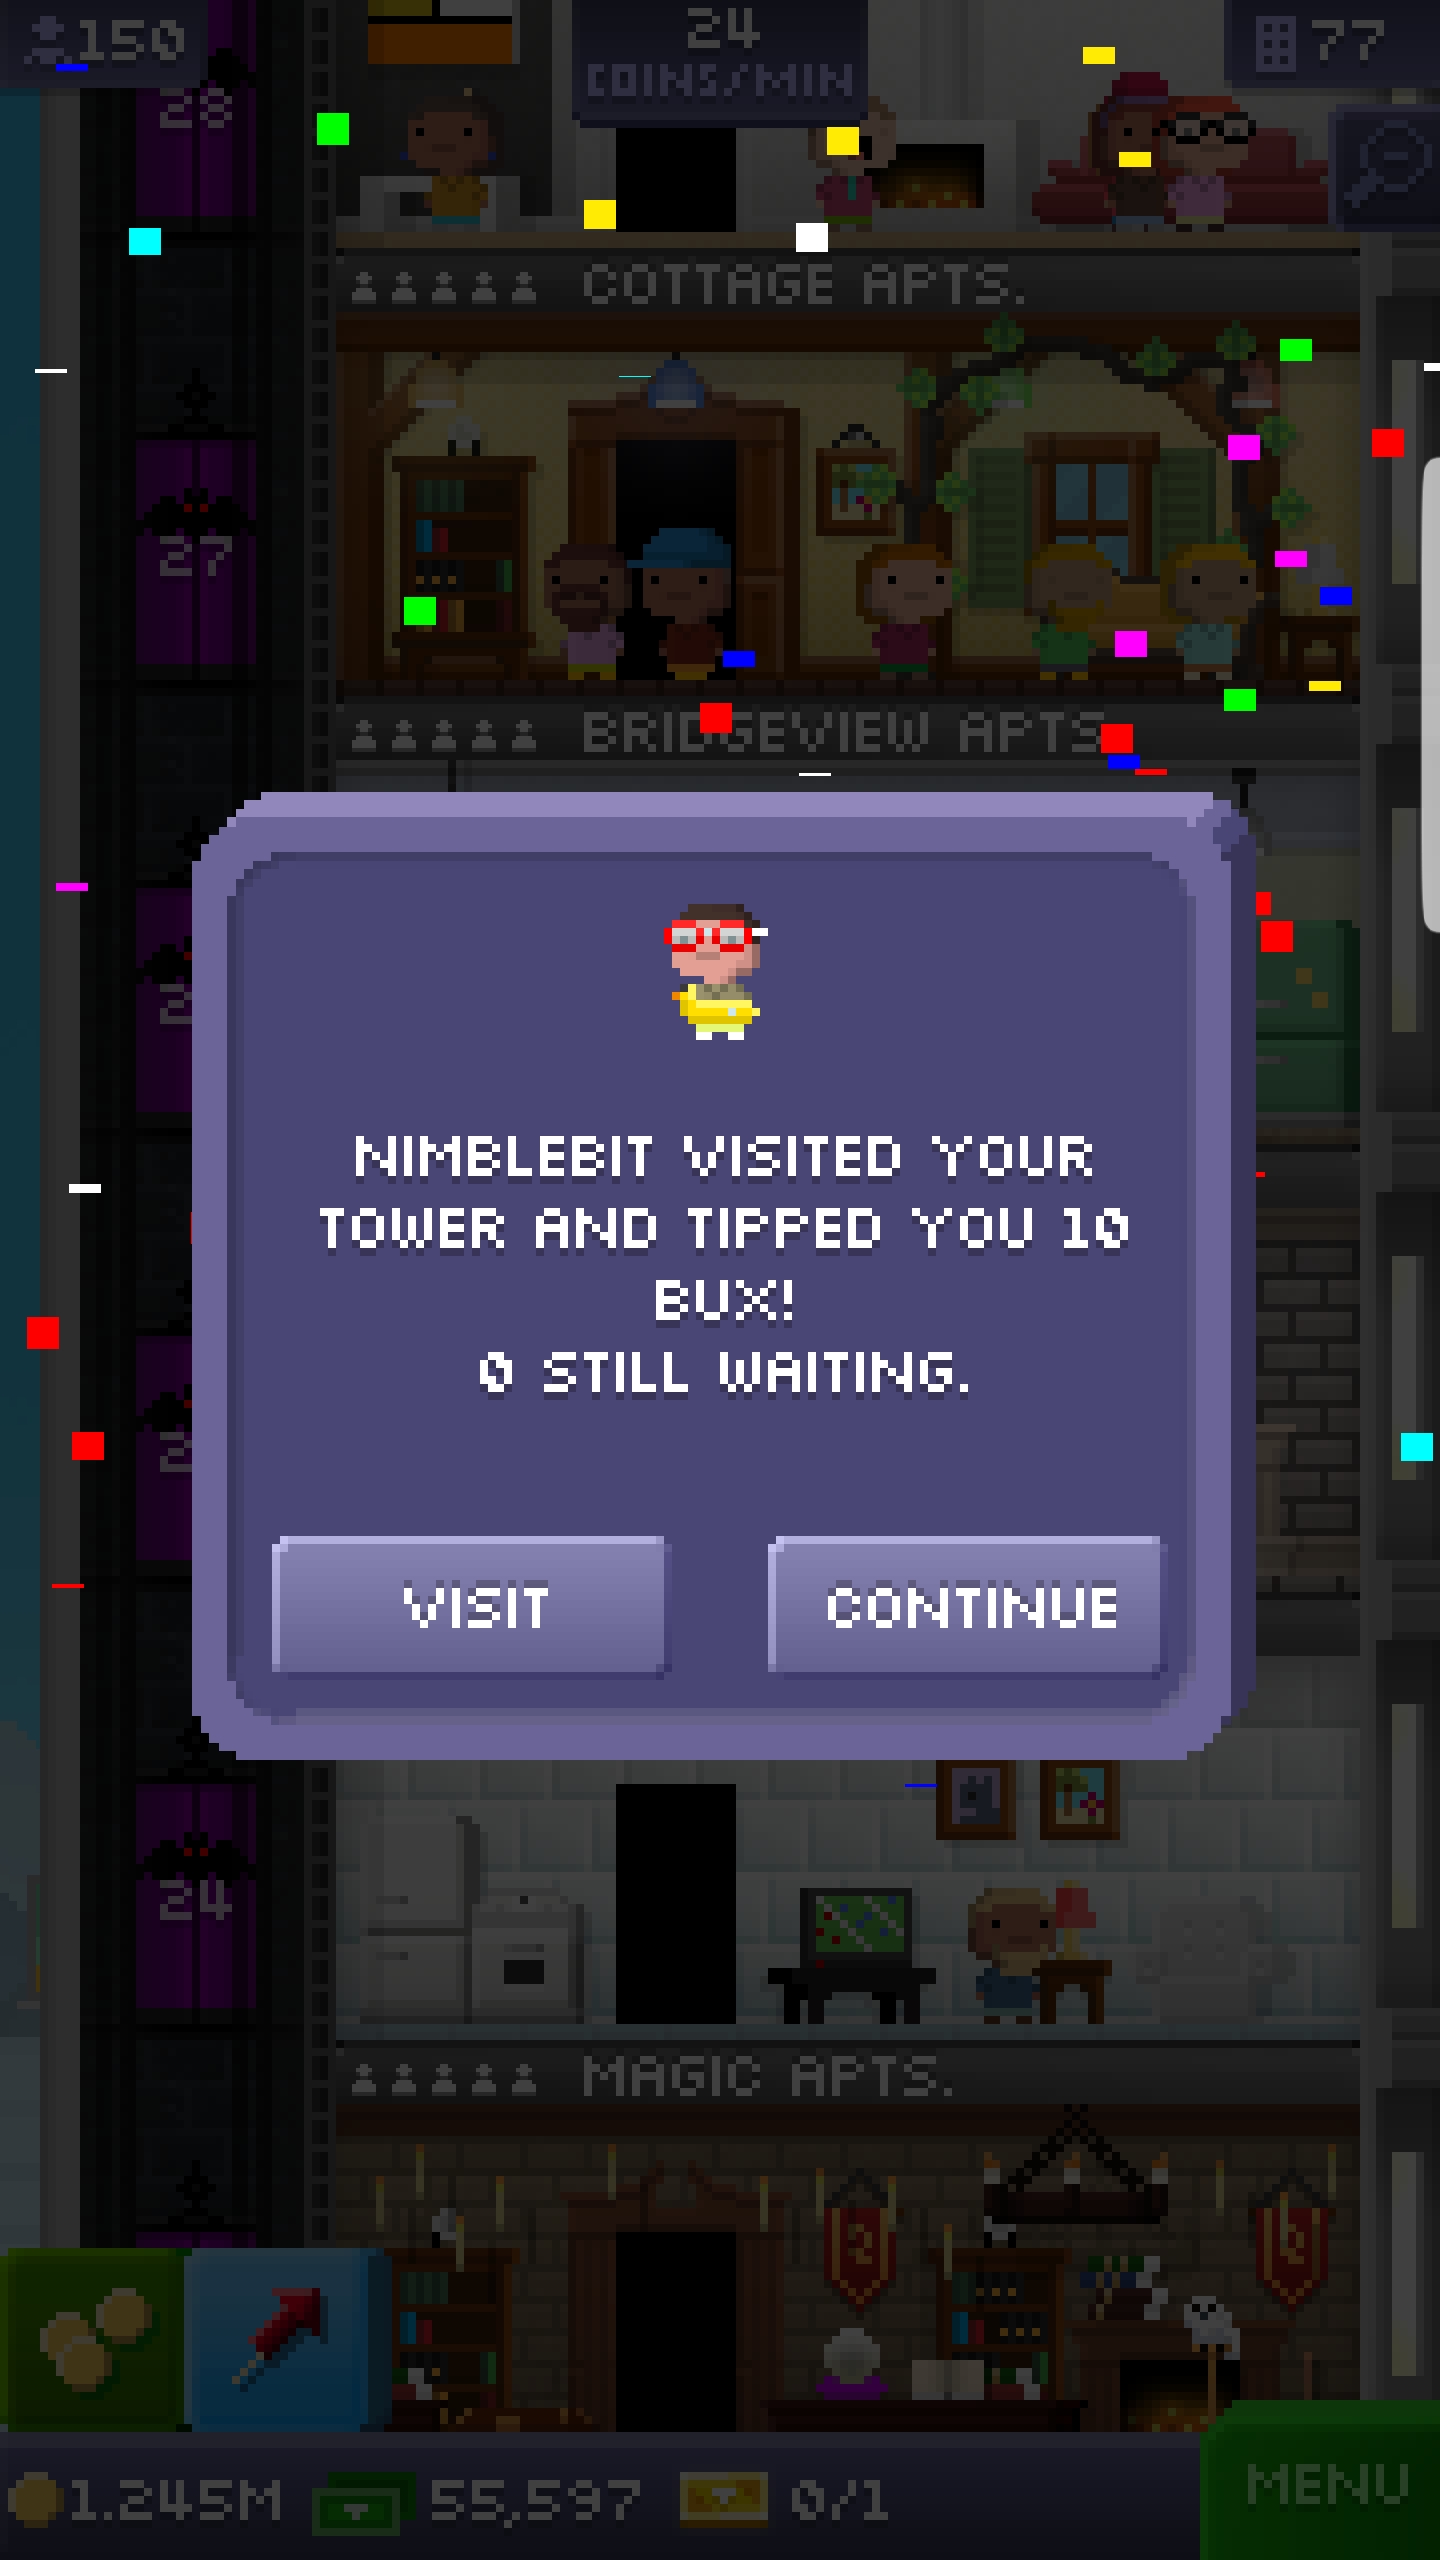 150
24
COINS/MIN
77
28
COTTAGE APTS.
27
BRIDGEVIEW APTS
NIMBLEBIT VISITED YOUR
TOWER AND TIPPED YOU 10
BUX!
0 STILL WAITING.
VISIT
CONTINUE
24
MAGIC APTS.
1.245M
55,597
0/1
MENU